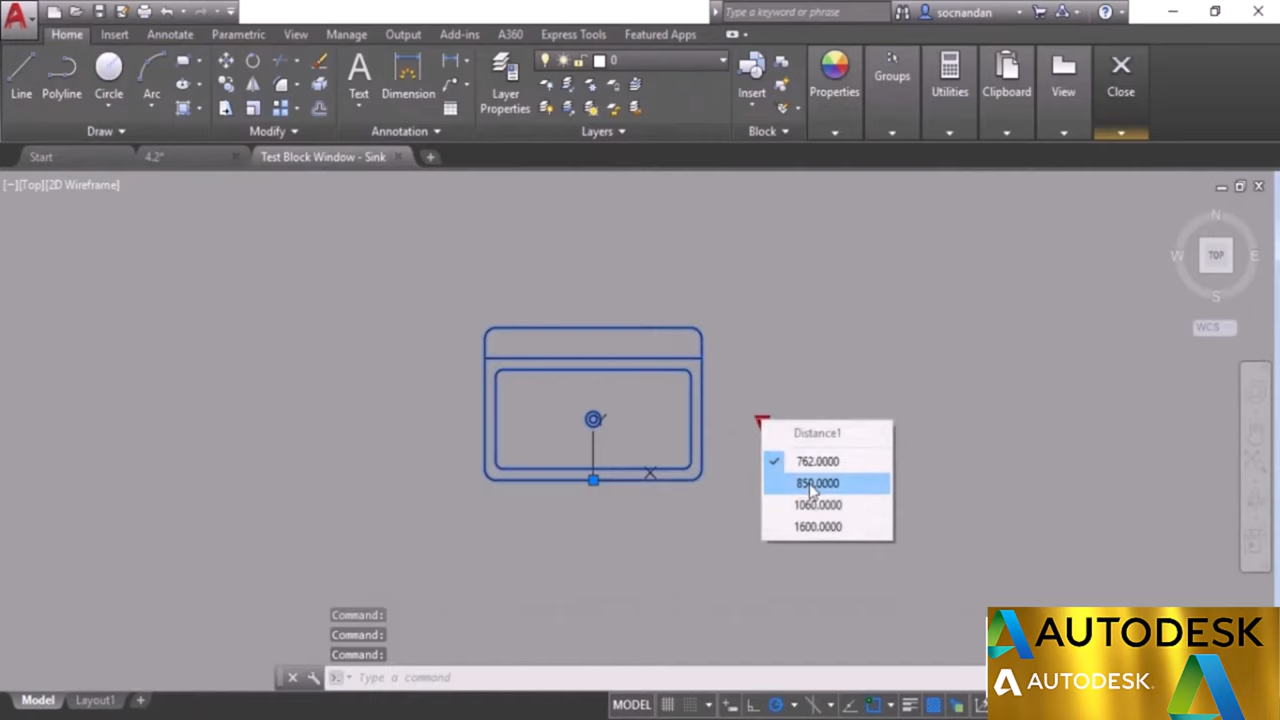 A
Type a keyword or phrase
socnandan
?
Home Insert Annotate Parametric View Manage Output Add-ins A360 Express Tools Featured Apps
0
Line Polyline Circle Arc Text Dimension Layer Properties Insert Properties Groups Utilities Clipboard View Close
Draw Modify Annotation Layers Block
Start 4.2* Test Block Window - Sink
[−][Top][2D Wireframe]
N
W TOP E
S
WCS
Distance1
762.0000
850.0000
1060.0000
1600.0000
Command:
Command:
Command:
Type a command
Model Layout1
MODEL
AUTODESK
AUTODESK.